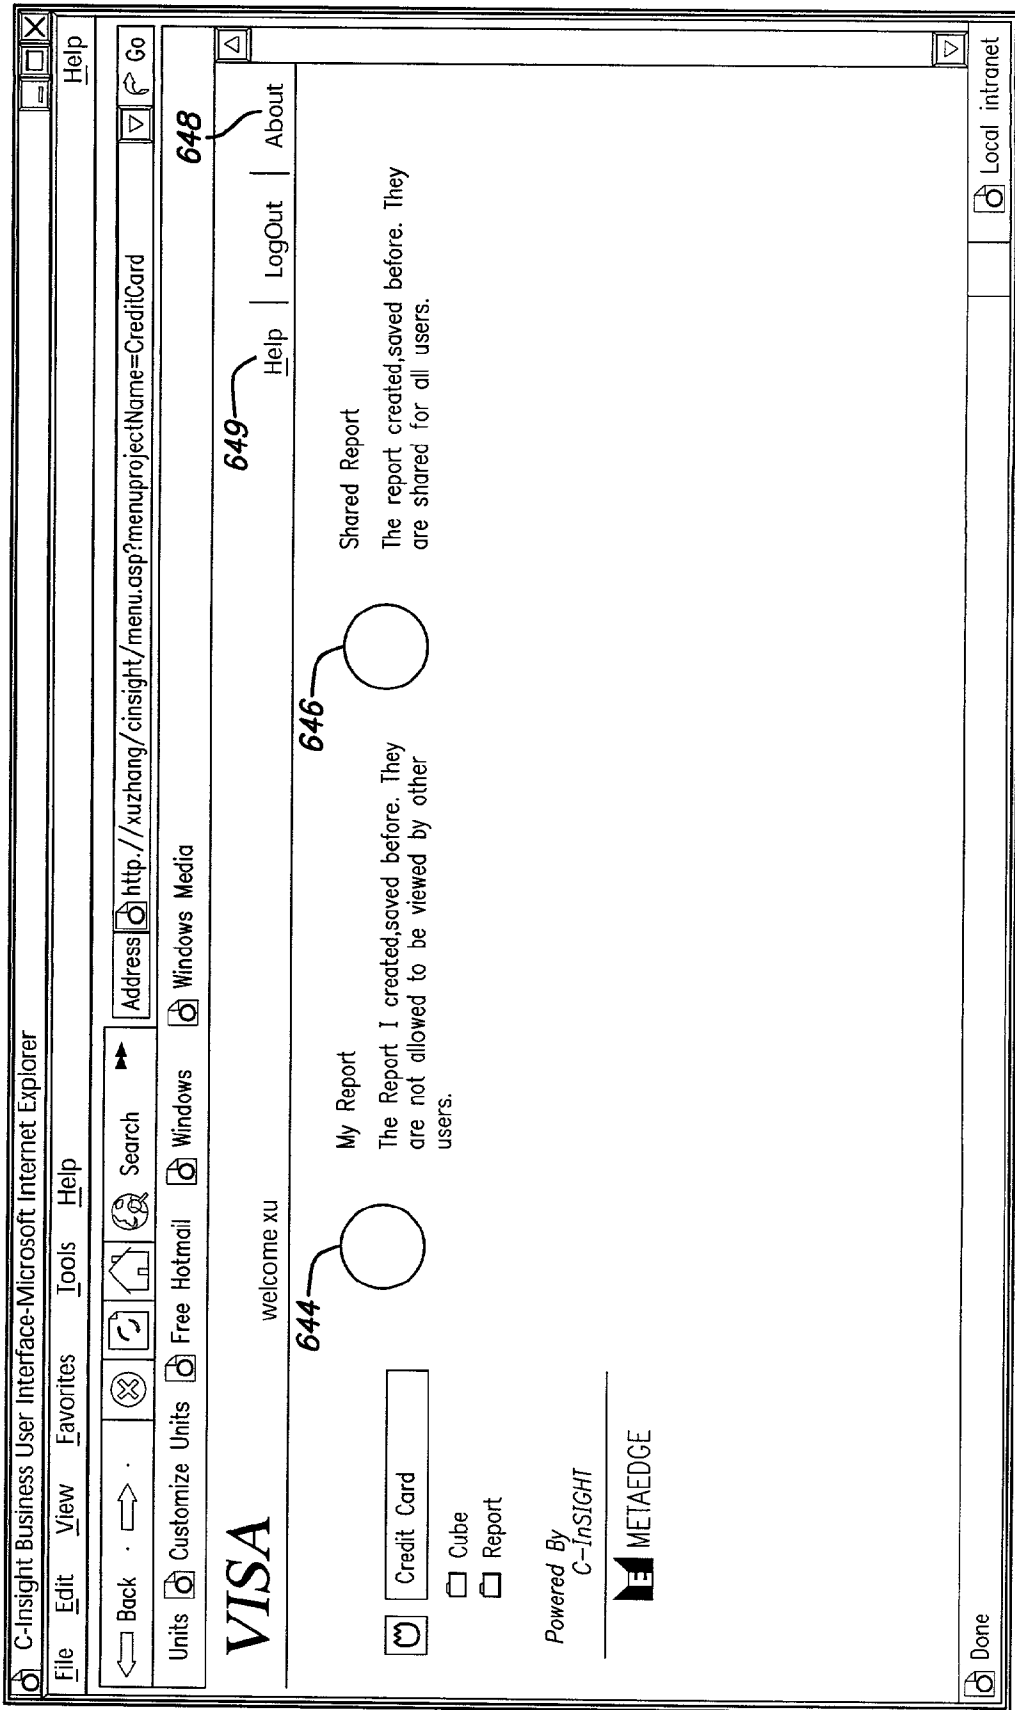 C-Insight Business User Interface-Microsoft Internet Explorer
File Edit View Favorites Tools Help Help
Back Search Address http.//xuzhang/cinsight/menu.asp?menuprojectName=CreditCard Go
Units Customize Units Free Hotmail Windows Windows Media
648
649
VISA welcome xu Help | LogOut | About
644
646
My Report
The Report I created,saved before. They
are not allowed to be viewed by other
users.
Shared Report
The report created,saved before. They
are shared for all users.
Credit Card
Cube
Report
Powered By
C-InSIGHT
METAEDGE
Done Local intranet